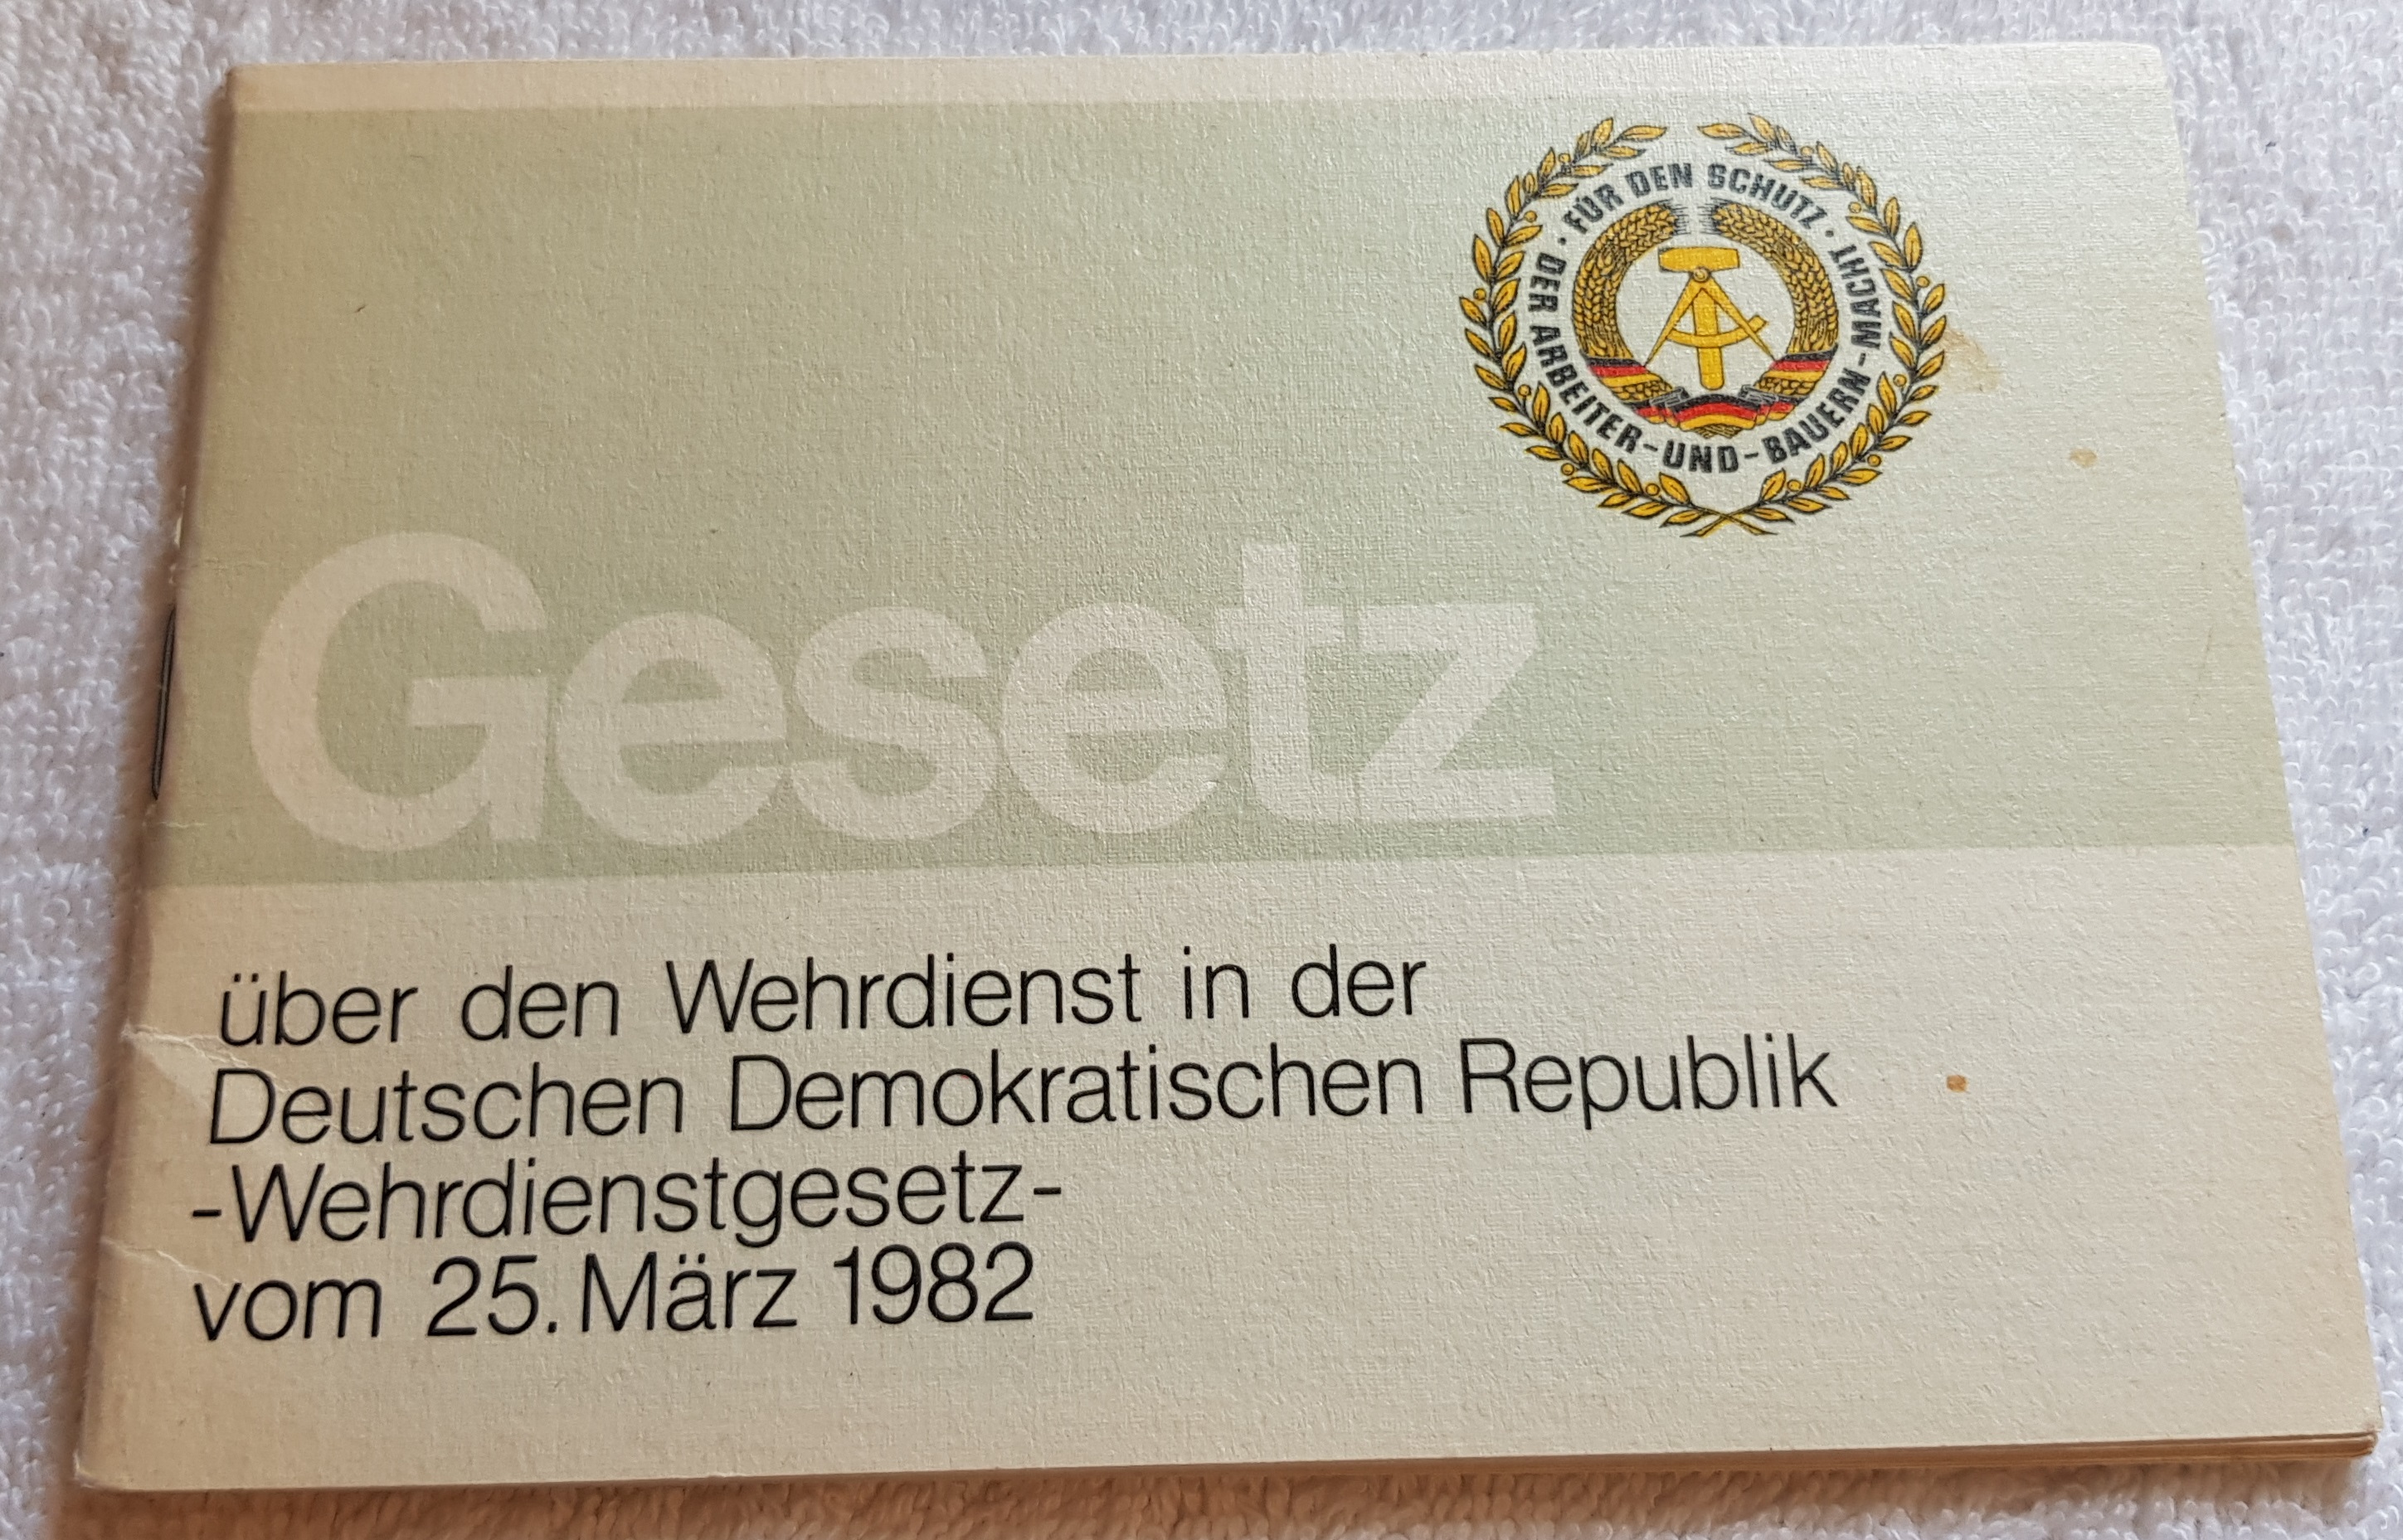 · FÜR DEN SCHUTZ ·
DER ARBEITER-UND-BAUERN-MACHT
Gesetz
über den Wehrdienst in der
Deutschen Demokratischen Republik
-Wehrdienstgesetz-
vom 25. März 1982